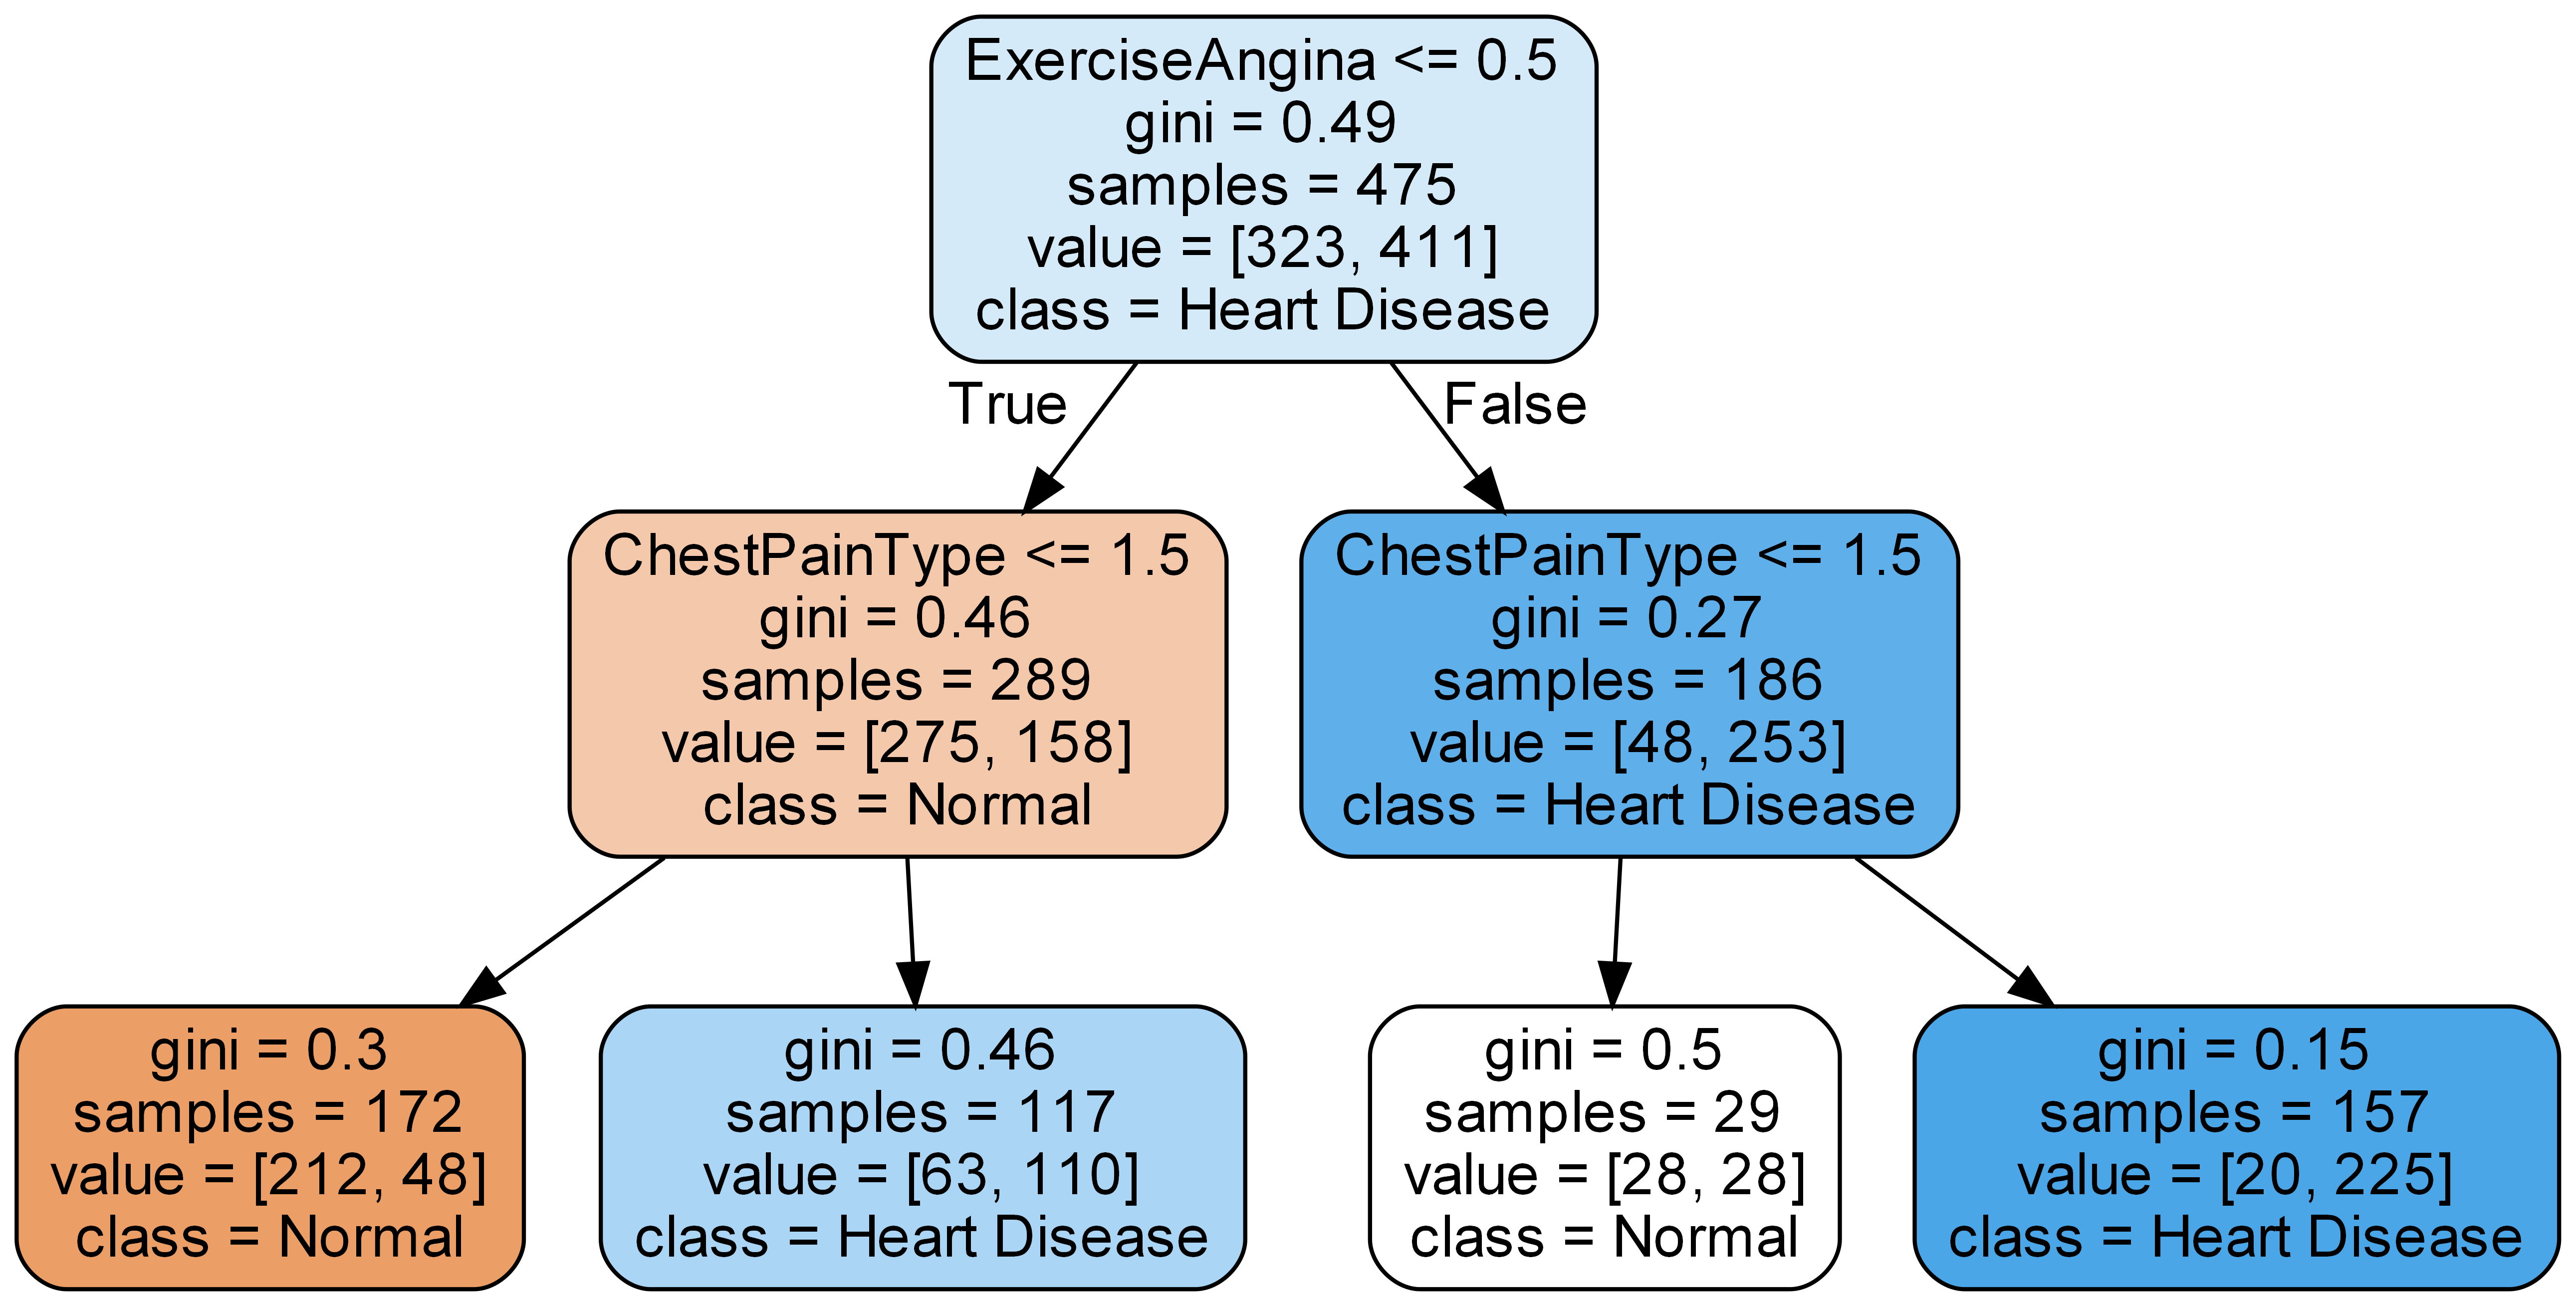 ExerciseAngina <= 0.5
gini = 0.49
samples = 475
value = [323, 411]
class = Heart Disease
True
False
ChestPainType <= 1.5
gini = 0.46
samples = 289
value = [275, 158]
class = Normal
ChestPainType <= 1.5
gini = 0.27
samples = 186
value = [48, 253]
class = Heart Disease
gini = 0.3
samples = 172
value = [212, 48]
class = Normal
gini = 0.46
samples = 117
value = [63, 110]
class = Heart Disease
gini = 0.5
samples = 29
value = [28, 28]
class = Normal
gini = 0.15
samples = 157
value = [20, 225]
class = Heart Disease